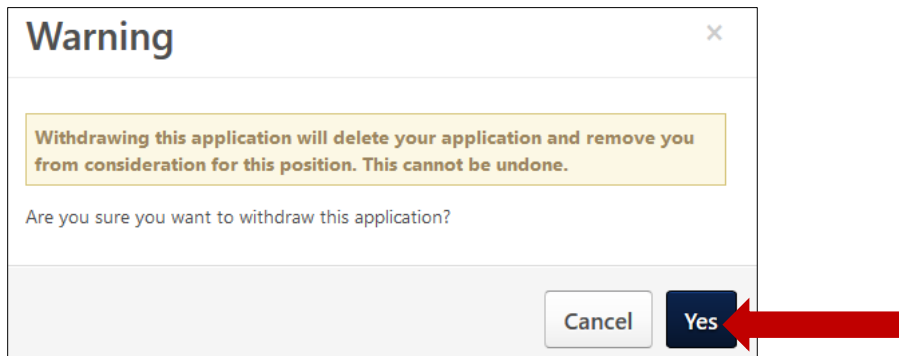 Warning
×
Withdrawing this application will delete your application and remove you
from consideration for this position. This cannot be undone.
Are you sure you want to withdraw this application?
Cancel Yes